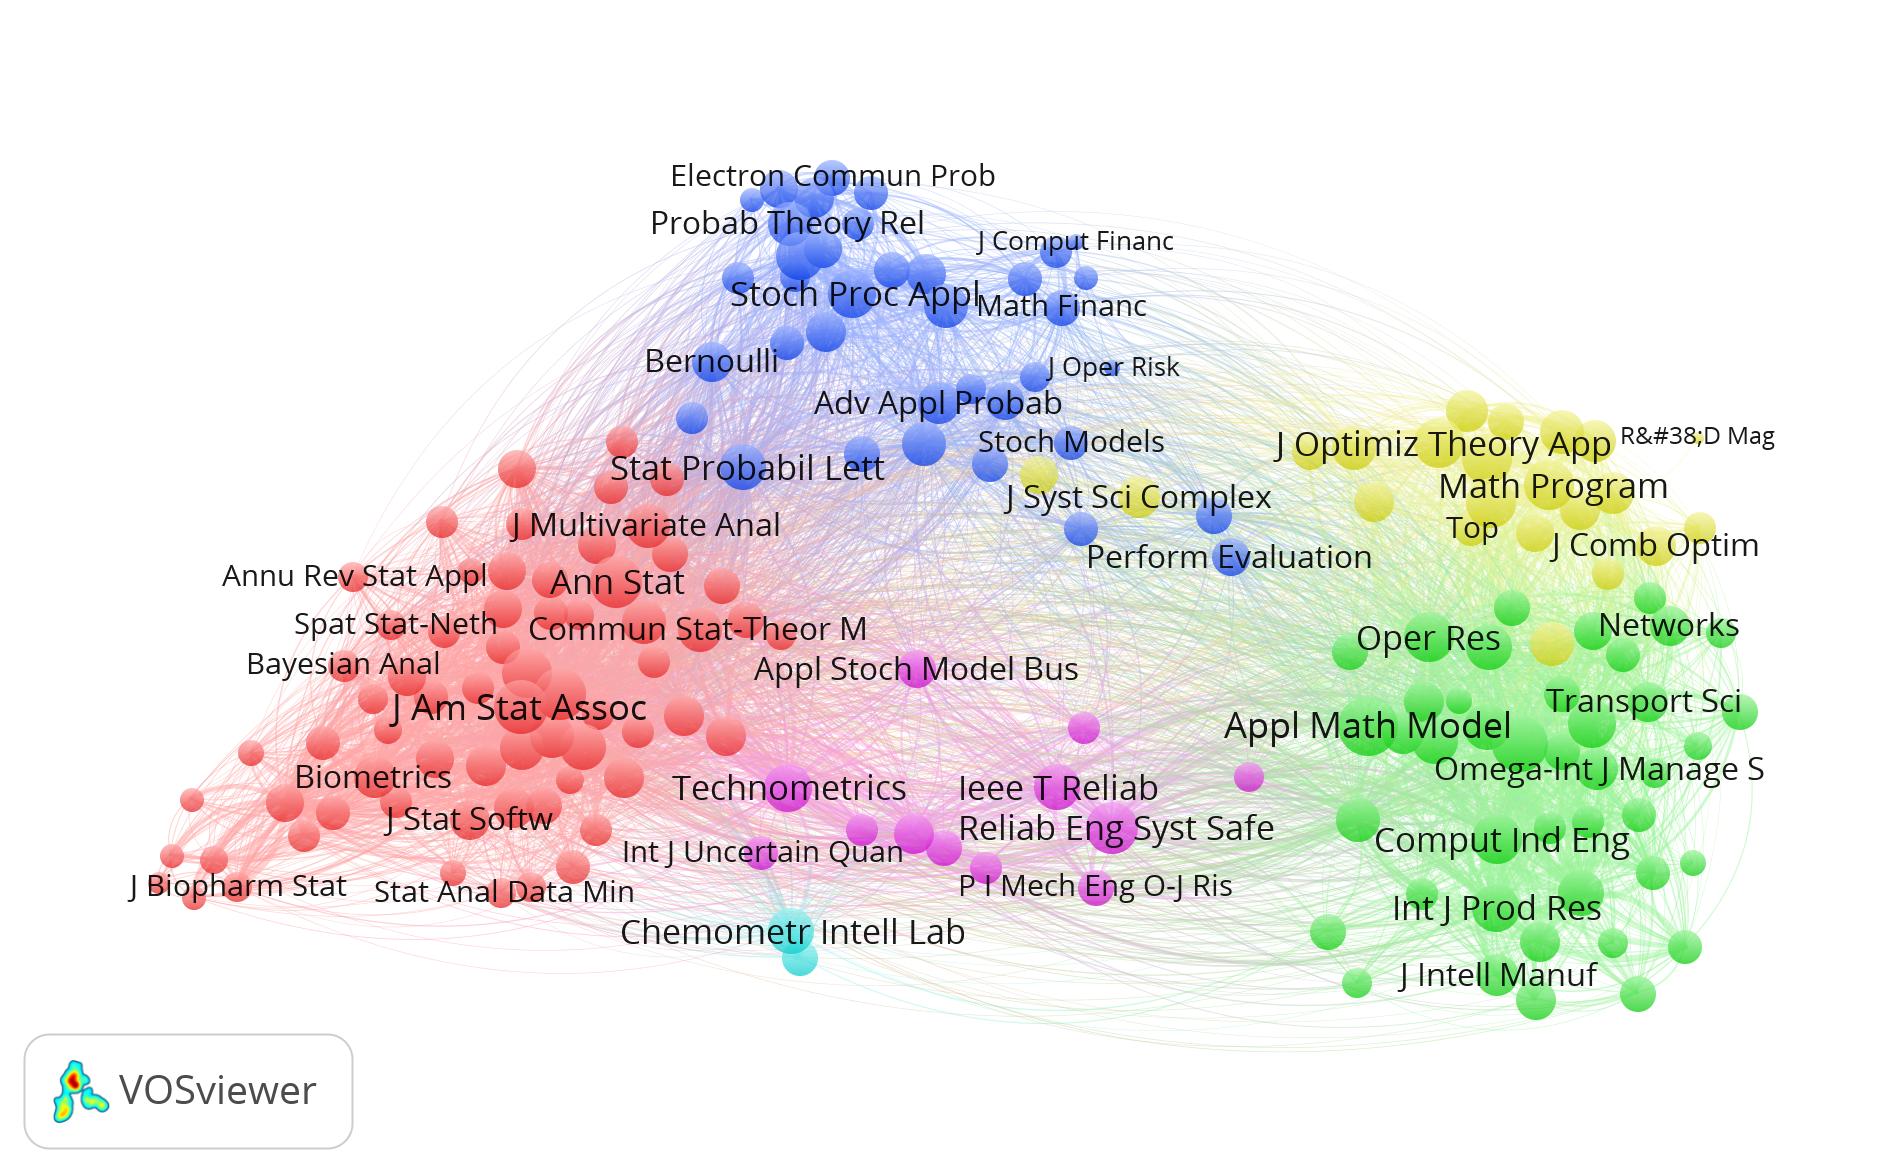 Electron Commun Prob
Probab Theory Rel
J Comput Financ
Stoch Proc Appl
Math Financ
Bernoulli
J Oper Risk
Adv Appl Probab
Stoch Models
J Optimiz Theory App
R&#38;D Mag
Stat Probabil Lett
J Syst Sci Complex
Math Program
J Multivariate Anal
Top
Perform Evaluation
J Comb Optim
Annu Rev Stat Appl
Ann Stat
Spat Stat-Neth
Commun Stat-Theor M
Oper Res
Networks
Bayesian Anal
Appl Stoch Model Bus
J Am Stat Assoc
Appl Math Model
Transport Sci
Biometrics
Technometrics
Ieee T Reliab
Omega-Int J Manage S
J Stat Softw
Reliab Eng Syst Safe
Comput Ind Eng
Int J Uncertain Quan
J Biopharm Stat
Stat Anal Data Min
P I Mech Eng O-J Ris
Int J Prod Res
Chemometr Intell Lab
J Intell Manuf
VOSviewer